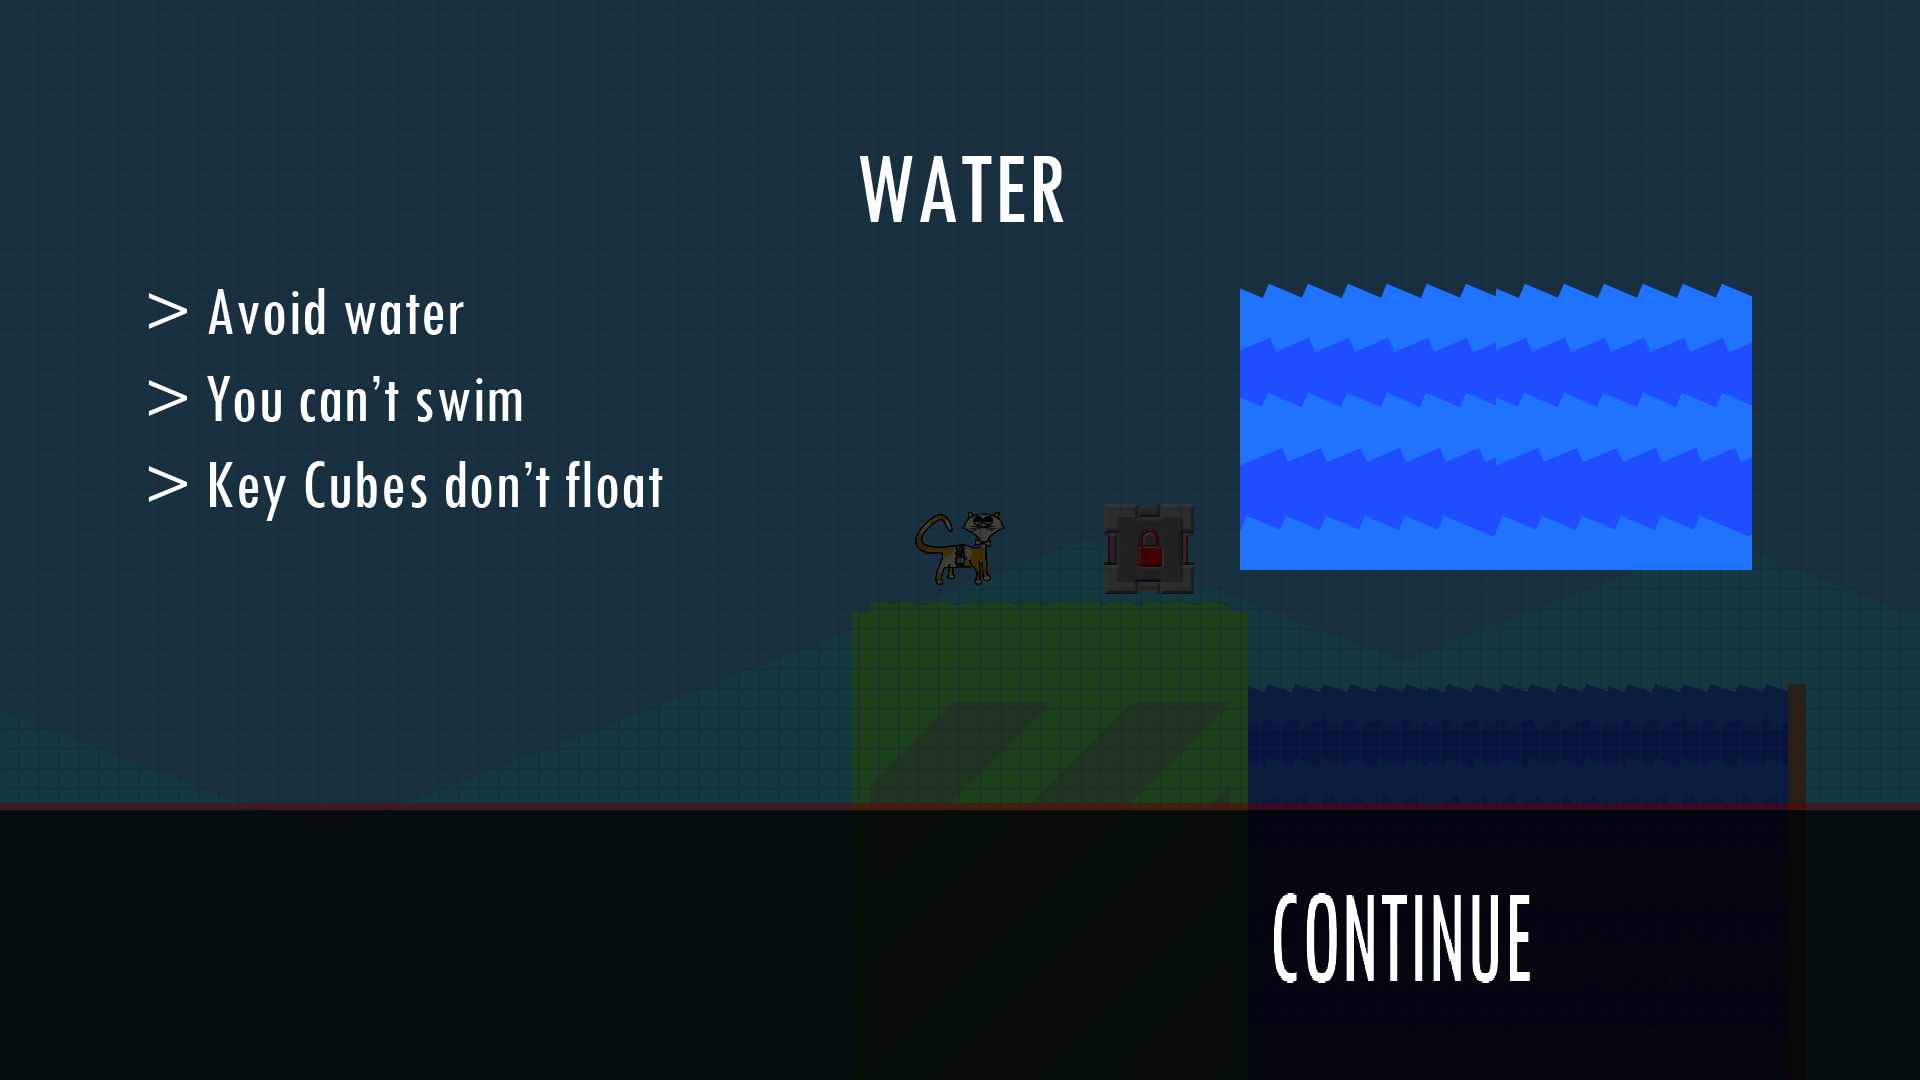 WATER
> Avoid water
> You can't swim
> Key Cubes don't float
CONTINUE